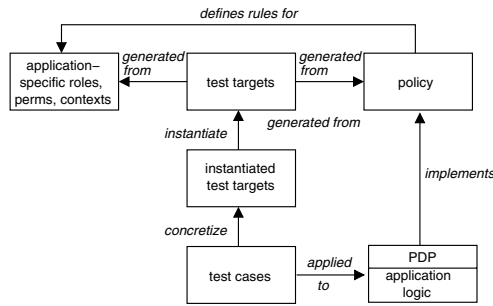 defines rules for
application–
specific roles,
perms, contexts
generated
from
test targets
generated
from
policy
instantiate
generated from
instantiated
test targets
implements
concretize
test cases
applied
to
PDP
application
logic